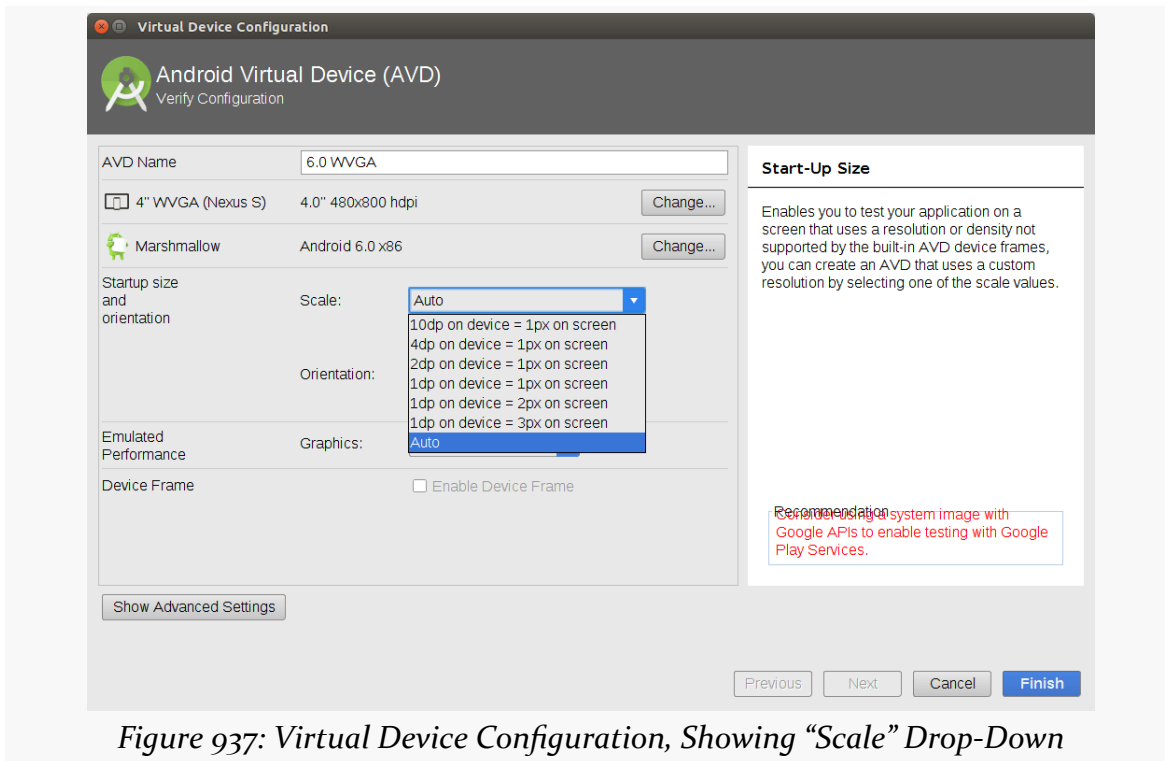 Virtual Device Configuration
Android Virtual Device (AVD)
Verify Configuration
AVD Name
6.0 WVGA
4" WVGA (Nexus S)
4.0" 480x800 hdpi
Change...
Marshmallow
Android 6.0 x86
Change...
Startup size
and
orientation
Scale:
Auto
10dp on device = 1px on screen
4dp on device = 1px on screen
2dp on device = 1px on screen
1dp on device = 1px on screen
1dp on device = 2px on screen
1dp on device = 3px on screen
Auto
Orientation:
Emulated
Performance
Graphics:
Device Frame
Enable Device Frame
Start-Up Size
Enables you to test your application on a
screen that uses a resolution or density not
supported by the built-in AVD device frames,
you can create an AVD that uses a custom
resolution by selecting one of the scale values.
Recommendation
Consider using a system image with
Google APIs to enable testing with Google
Play Services.
Show Advanced Settings
Previous
Next
Cancel
Finish
Figure 937: Virtual Device Configuration, Showing “Scale” Drop-Down